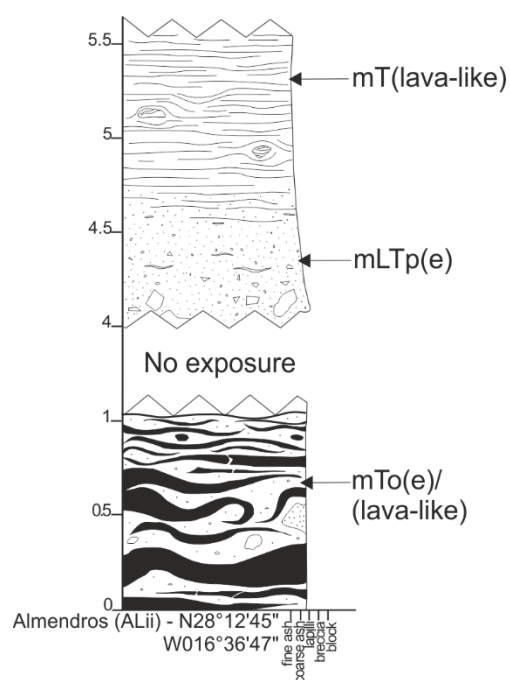 5.5
mT(lava-like)
5
4.5
mLTp(e)
4
No exposure
1
mTo(e)/
(lava-like)
0.5
0
Almendros (ALii) - N28°12'45"
W016°36'47"
fine ash
coarse ash
lapilli
breccia
block